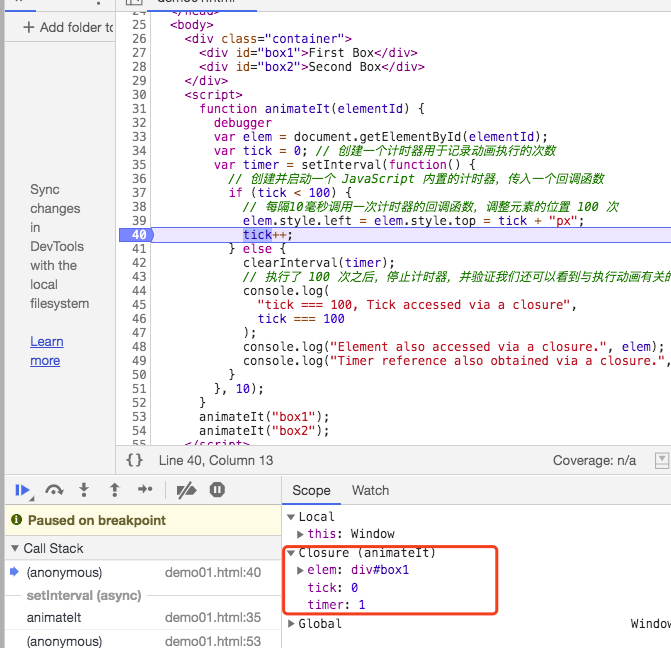 Add folder to
Sync
changes
in
DevTools
with the
local
filesystem
Learn
more
25 <body>
26 <div class="container">
27 <div id="box1">First Box</div>
28 <div id="box2">Second Box</div>
29 </div>
30 <script>
31 function animateIt(elementId) {
32 debugger
33 var elem = document.getElementById(elementId);
34 var tick = 0; // 创建一个计时器用于记录动画执行的次数
35 var timer = setInterval(function() {
36 // 创建并启动一个 JavaScript 内置的计时器，传入一个回调函数
37 if (tick < 100) {
38 // 每隔10毫秒调用一次计时器的回调函数，调整元素的位置 100 次
39 elem.style.left = elem.style.top = tick + "px";
40 tick++;
41 } else {
42 clearInterval(timer);
43 // 执行了 100 次之后，停止计时器，并验证我们还可以看到与执行动画有关的
44 console.log(
45 "tick === 100, Tick accessed via a closure",
46 tick === 100
47 );
48 console.log("Element also accessed via a closure.", elem);
49 console.log("Timer reference also obtained via a closure.",
50 }
51 }, 10);
52 }
53 animateIt("box1");
54 animateIt("box2");
55 </script>
{} Line 40, Column 13
Coverage: n/a
Paused on breakpoint
Call Stack
(anonymous) demo01.html:40
setInterval (async)
animateIt demo01.html:35
(anonymous) demo01.html:53
Scope Watch
Local
this: Window
Closure (animateIt)
elem: div#box1
tick: 0
timer: 1
Global Window